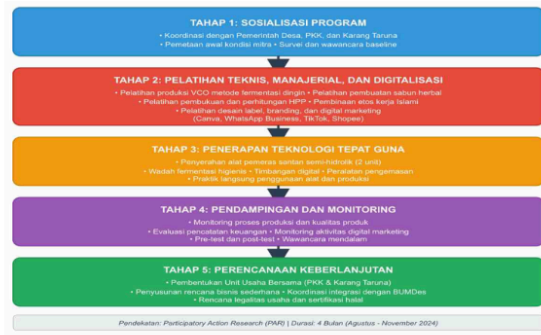 TAHAP 1: SOSIALISASI PROGRAM
• Koordinasi dengan Pemerintah Desa, PKK, dan Karang Taruna
• Pemetaan awal kondisi mitra • Survei dan wawancara baseline
TAHAP 2: PELATIHAN TEKNIS, MANAJERIAL, DAN DIGITALISASI
• Pelatihan produksi VCO metode fermentasi dingin • Pelatihan pembuatan sabun herbal
• Pelatihan pembukuan dan perhitungan HPP • Pembinaan etos kerja Islami
• Pelatihan desain label, branding, dan digital marketing
(Canva, WhatsApp Business, TikTok, Shopee)
TAHAP 3: PENERAPAN TEKNOLOGI TEPAT GUNA
• Penyerahan alat pemeras santan semi-hidrolik (2 unit)
• Wadah fermentasi higienis • Timbangan digital • Peralatan pengemasan
• Praktik langsung penggunaan alat dan produksi
TAHAP 4: PENDAMPINGAN DAN MONITORING
• Monitoring proses produksi dan kualitas produk
• Evaluasi pencatatan keuangan • Monitoring aktivitas digital marketing
• Pre-test dan post-test • Wawancara mendalam
TAHAP 5: PERENCANAAN KEBERLANJUTAN
• Pembentukan Unit Usaha Bersama (PKK & Karang Taruna)
• Penyusunan rencana bisnis sederhana • Koordinasi integrasi dengan BUMDes
• Rencana legalitas usaha dan sertifikasi halal
Pendekatan: Participatory Action Research (PAR) | Durasi: 4 Bulan (Agustus - November 2024)